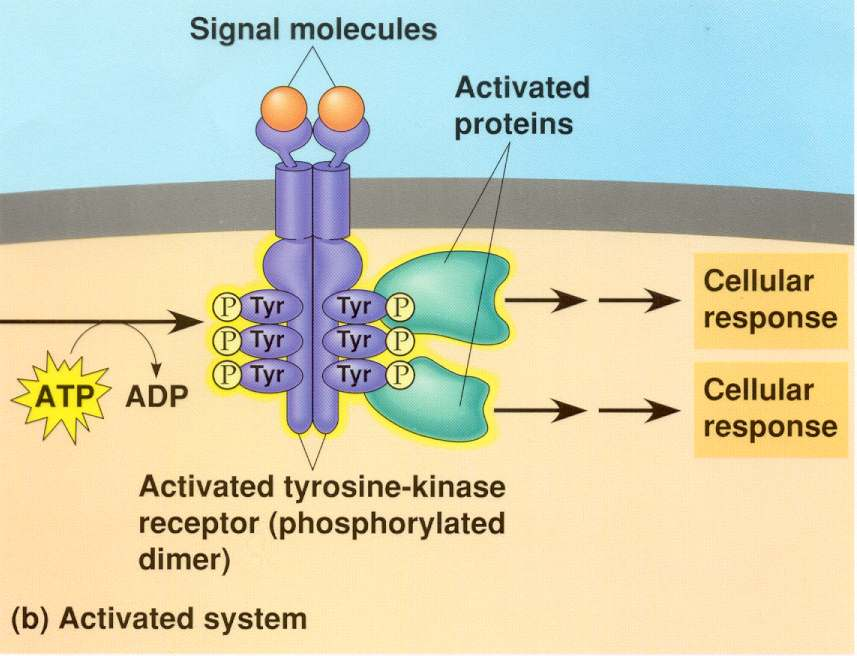 Signal molecules
Activated
proteins
P Tyr Tyr P
P Tyr Tyr P
P Tyr Tyr P
Cellular
response
ATP ADP
Cellular
response
Activated tyrosine-kinase
receptor (phosphorylated
dimer)
(b) Activated system